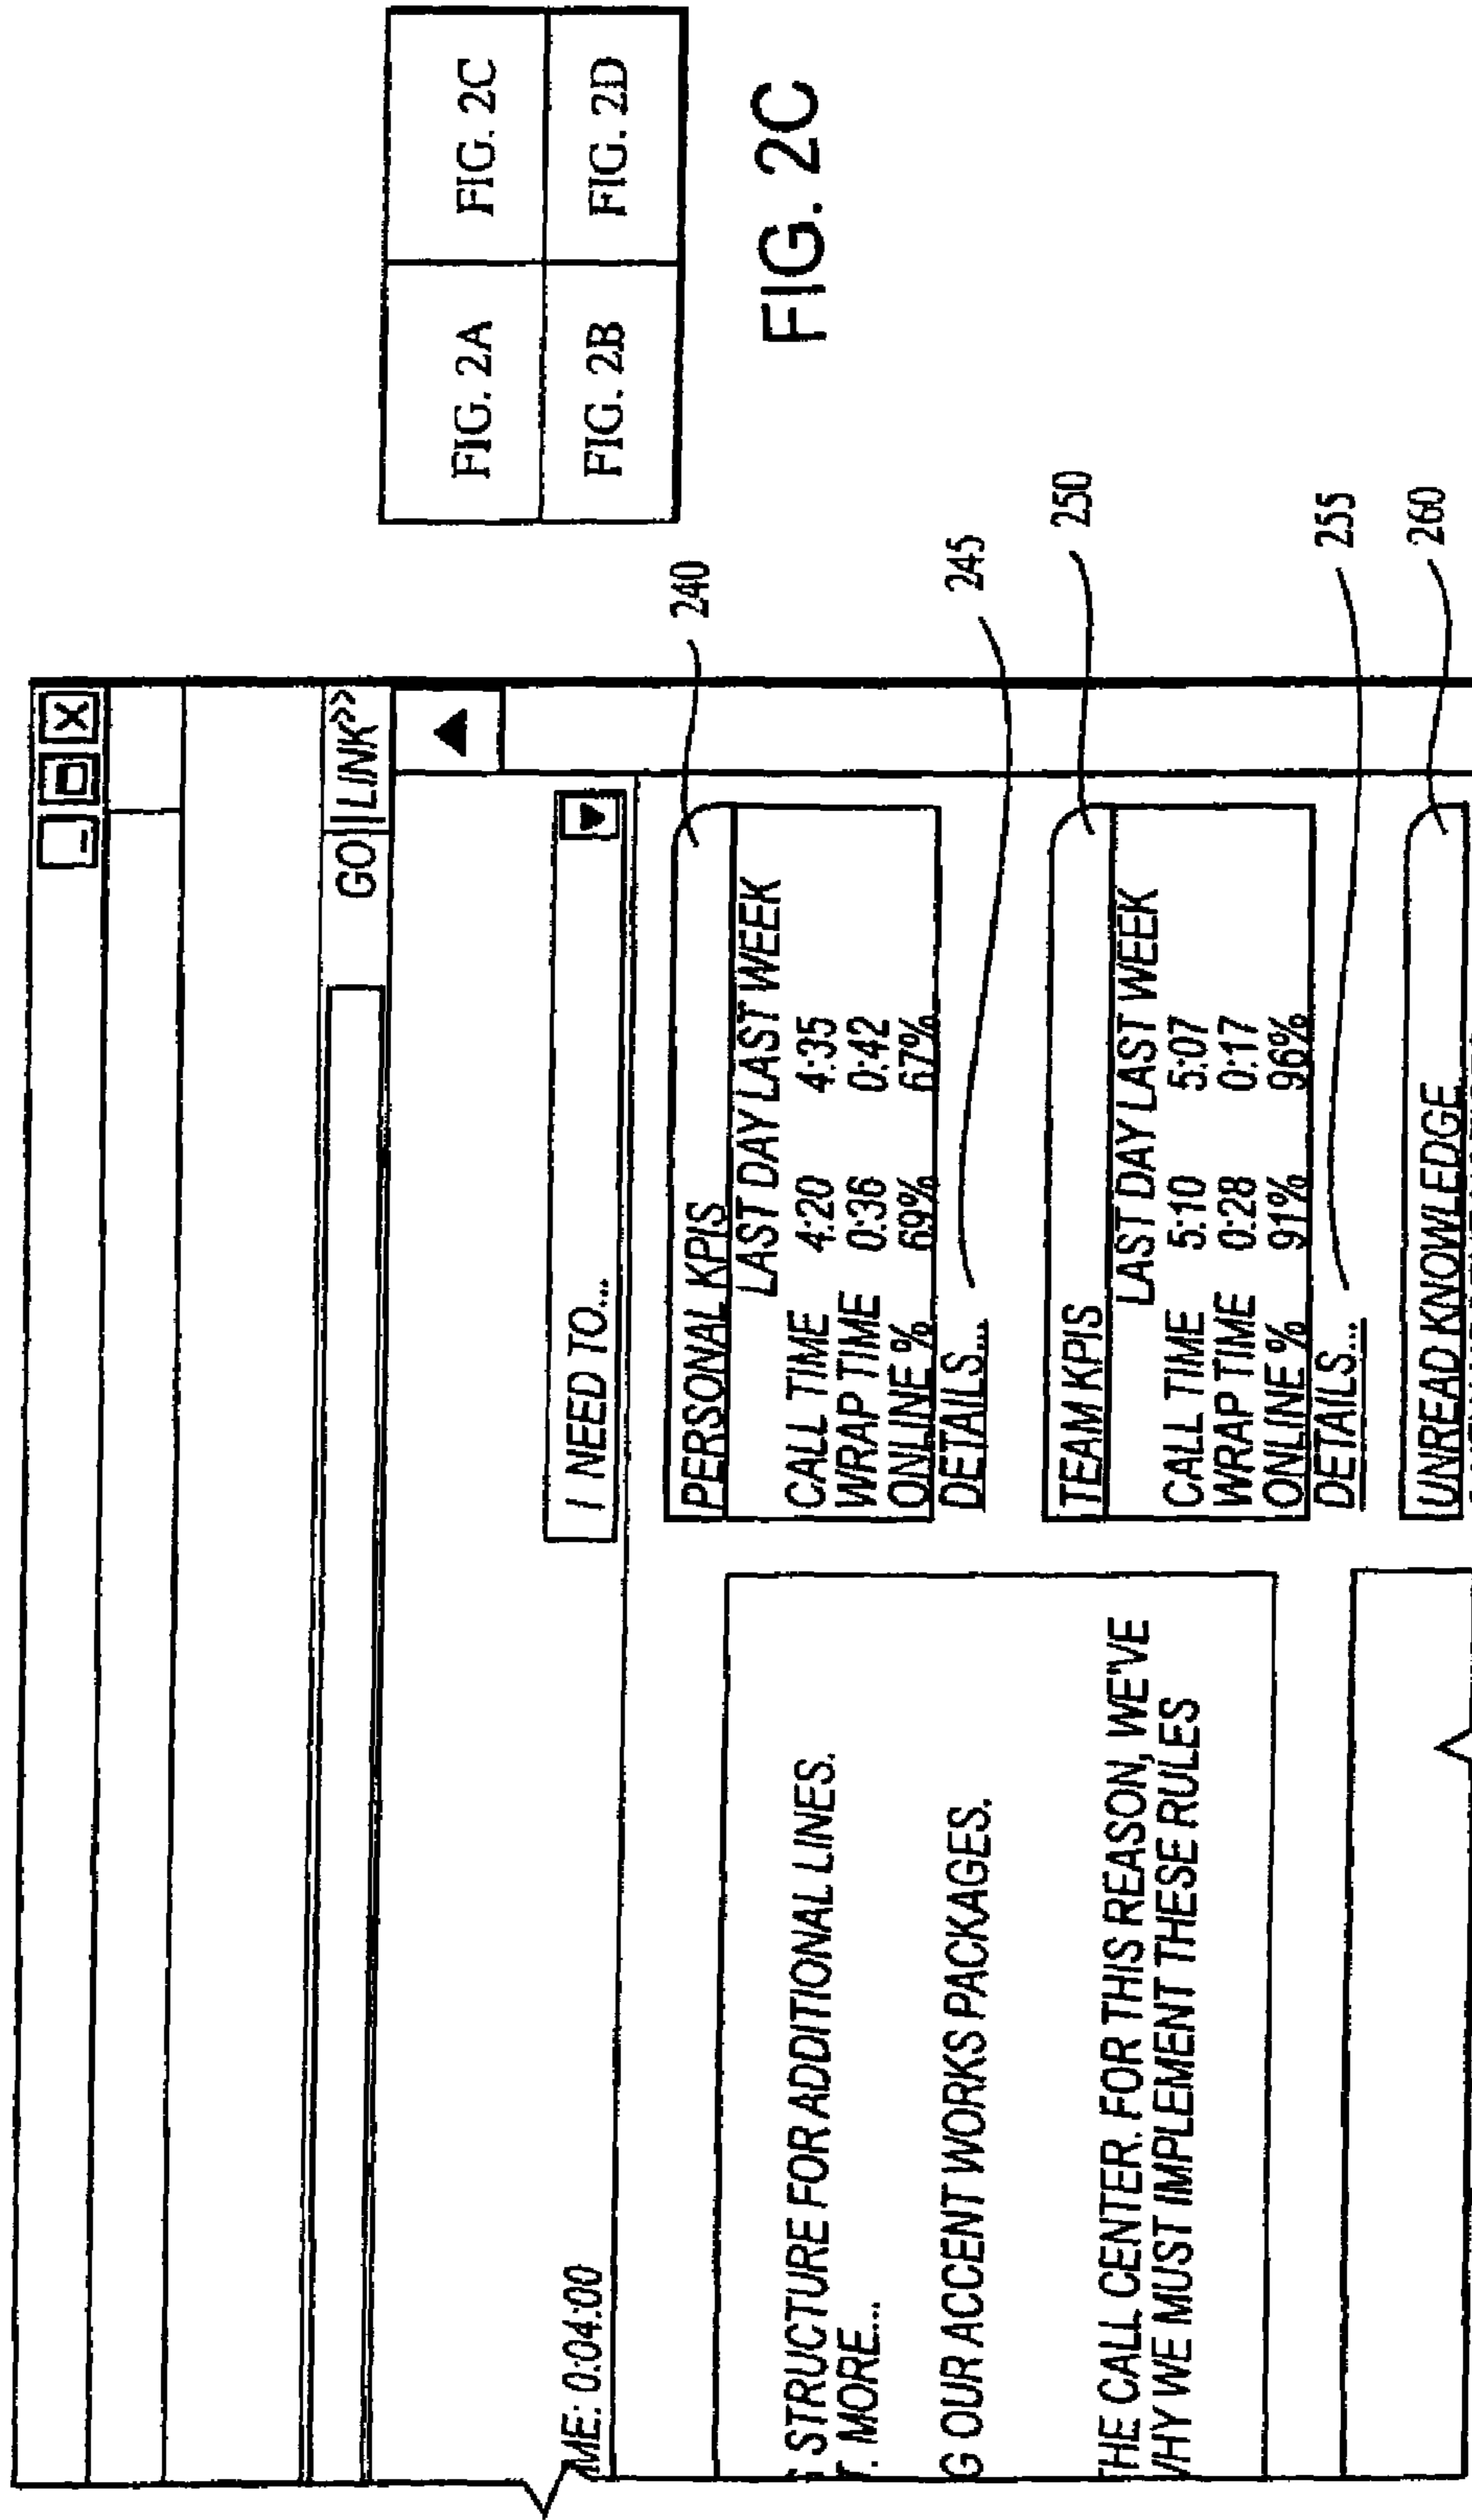 FIG. 2A FIG. 2C
FIG. 2B FIG. 2D
FIG. 2C
GO LINK>>
ME: 0:04:00
I NEED TO...
PERSONAL KPIS
240
LAST DAY LAST WEEK
CALL TIME 4:20 4:35
WRAP TIME 0:36 0:42
ONLINE % 69% 67%
DETAILS...
245
TEAM KPIS
250
LAST DAY LAST WEEK
CALL TIME 5:10 5:07
WRAP TIME 0:28 0:17
ONLINE % 91% 96%
DETAILS...
255
UNREAD KNOWLEDGE
260
STRUCTURE FOR ADDITIONAL LINES.
. MORE...
G OUR ACCENT WORKS PACKAGES.
HE CALL CENTER. FOR THIS REASON, WE'VE
WHY WE MUST IMPLEMENT THESE RULES